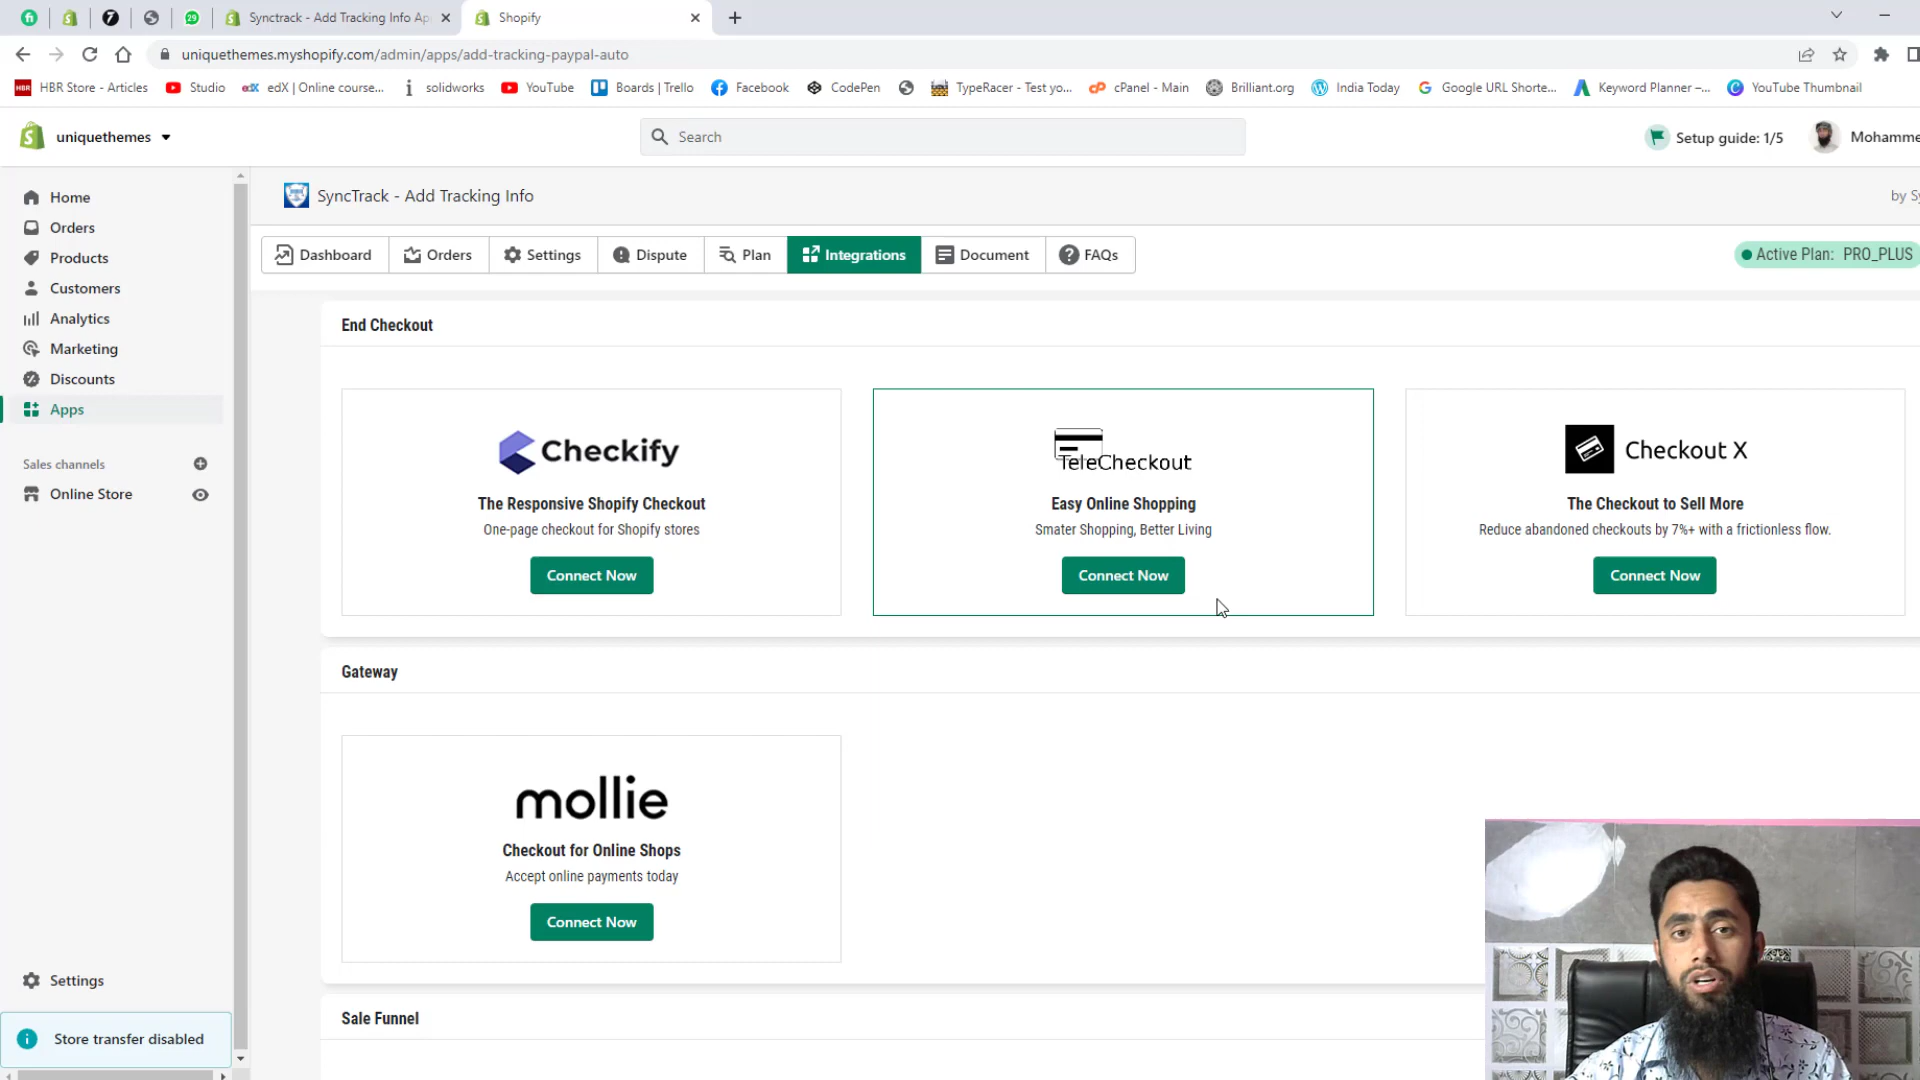 29
Synctrack - Add Tracking Info Ap
Shopify
uniquethemes.myshopify.com/admin/apps/add-tracking-paypal-auto
HBR
HBR Store - Articles
Studio
edX
edX | Online course...
solidworks
YouTube
Boards | Trello
Facebook
CodePen
TypeRacer - Test yo...
cP
cPanel - Main
Brilliant.org
India Today
Google URL Shorte...
Keyword Planner –...
YouTube Thumbnail
uniquethemes
Search
Setup guide: 1/5
Mohamme
Home
Orders
Products
Customers
Analytics
Marketing
Discounts
Apps
Sales channels
Online Store
Settings
Store transfer disabled
SyncTrack - Add Tracking Info
by Sy
Dashboard
Orders
Settings
Dispute
Plan
Integrations
Document
FAQs
Active Plan: PRO_PLUS
End Checkout
Checkify
The Responsive Shopify Checkout
One-page checkout for Shopify stores
Connect Now
TeleCheckout
Easy Online Shopping
Smater Shopping, Better Living
Connect Now
Checkout X
The Checkout to Sell More
Reduce abandoned checkouts by 7%+ with a frictionless flow.
Connect Now
Gateway
mollie
Checkout for Online Shops
Accept online payments today
Connect Now
Sale Funnel